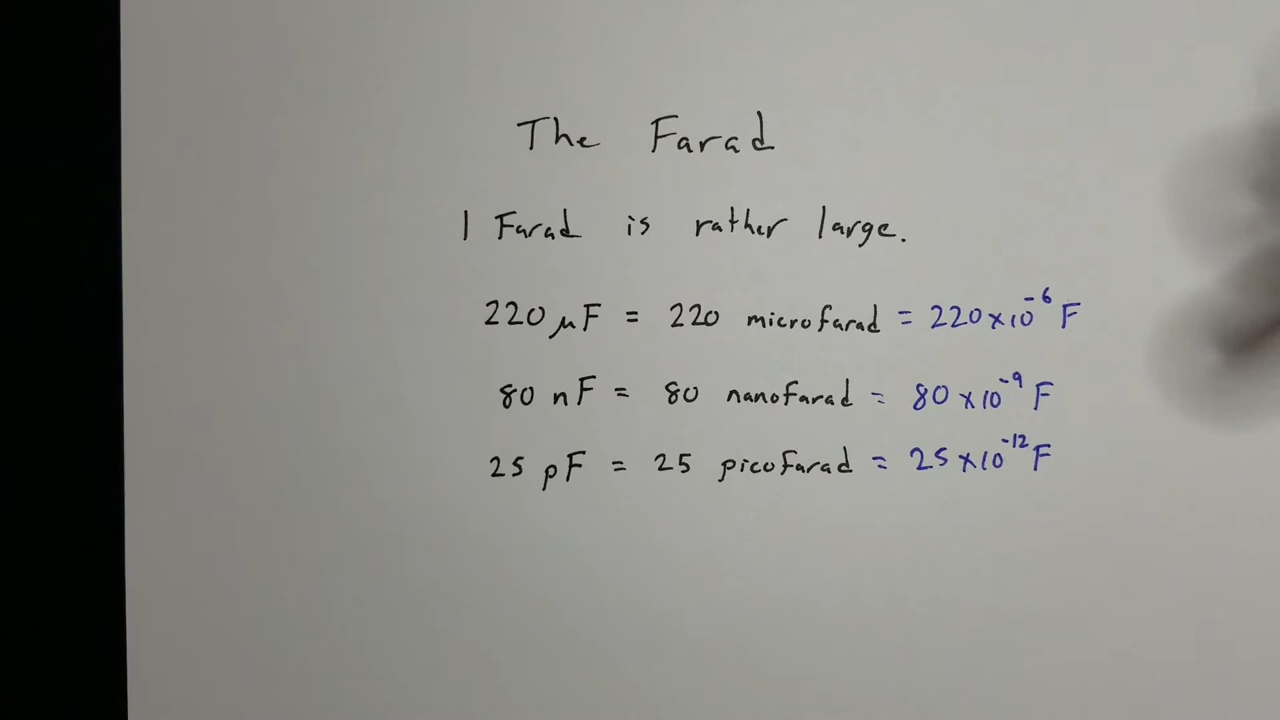 The Farad
1 Farad is rather large.
220 μF = 220 microfarad = 220×10⁻⁶ F
80 nF = 80 nanofarad = 80×10⁻⁹ F
25 pF = 25 picofarad = 25×10⁻¹² F